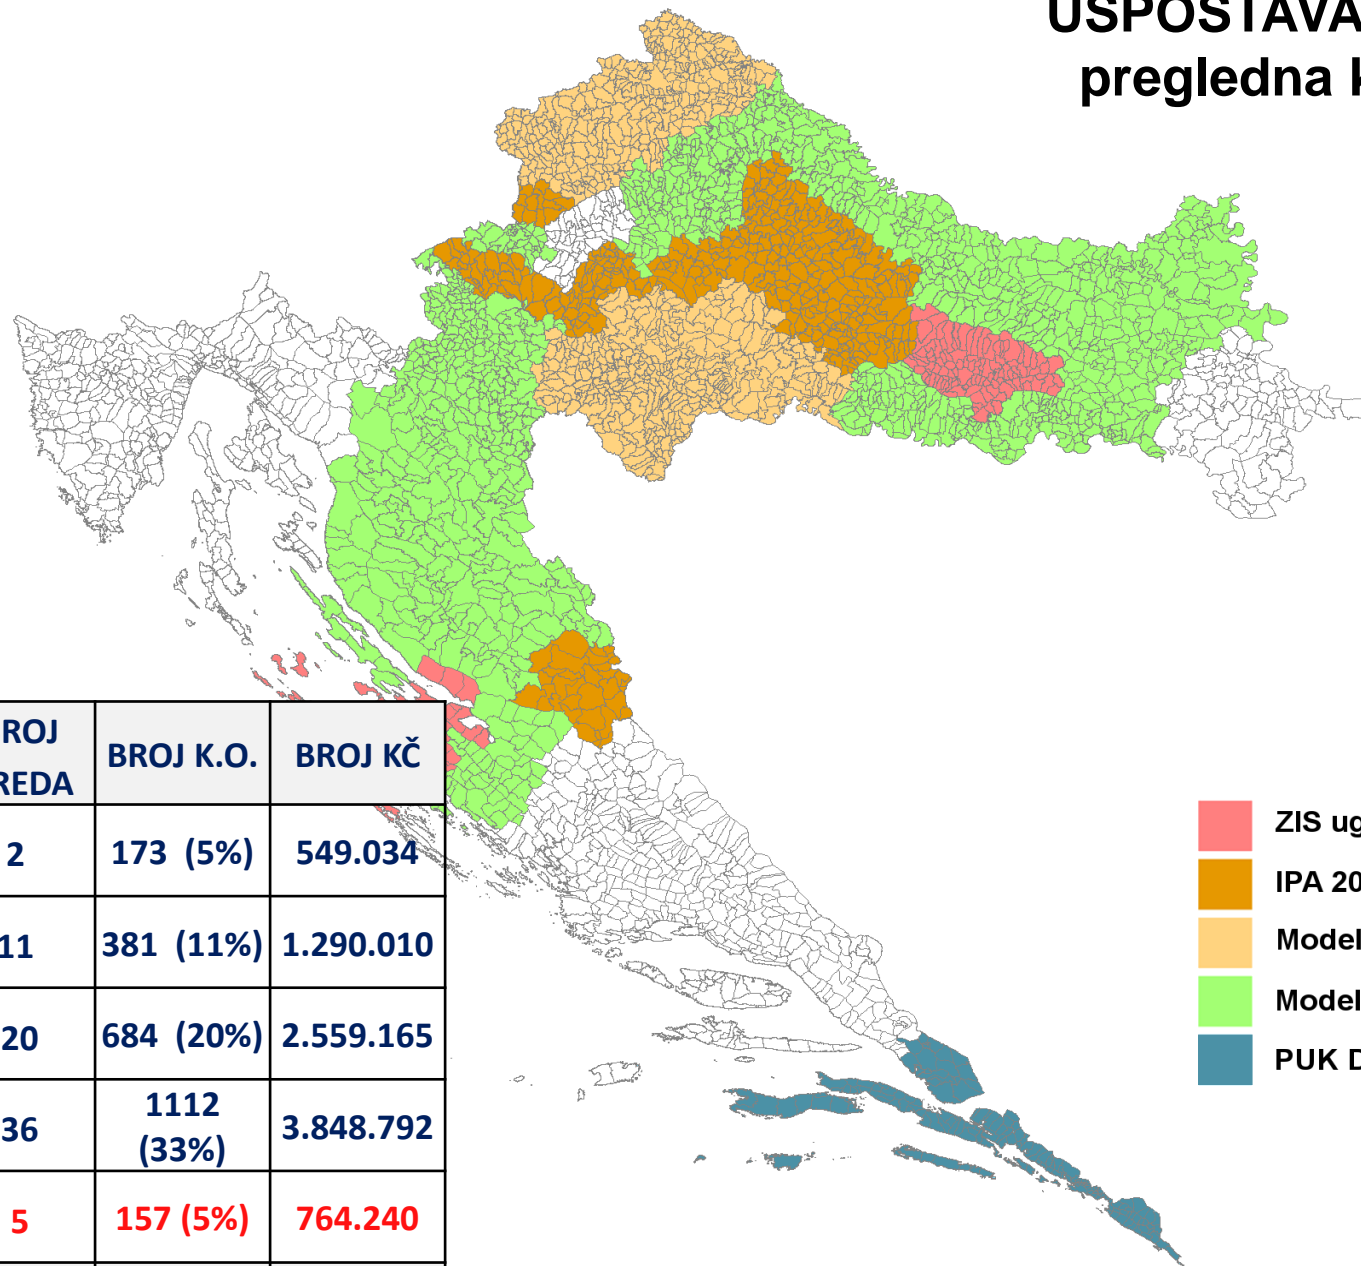 USPOSTAVA
pregledna k
ROJ
REDA
BROJ K.O.
BROJ KČ
2
173 (5%)
549.034
11
381 (11%)
1.290.010
20
684 (20%)
2.559.165
36
1112
(33%)
3.848.792
5
157 (5%)
764.240
ZIS ug
IPA 20
Model
Model
PUK D